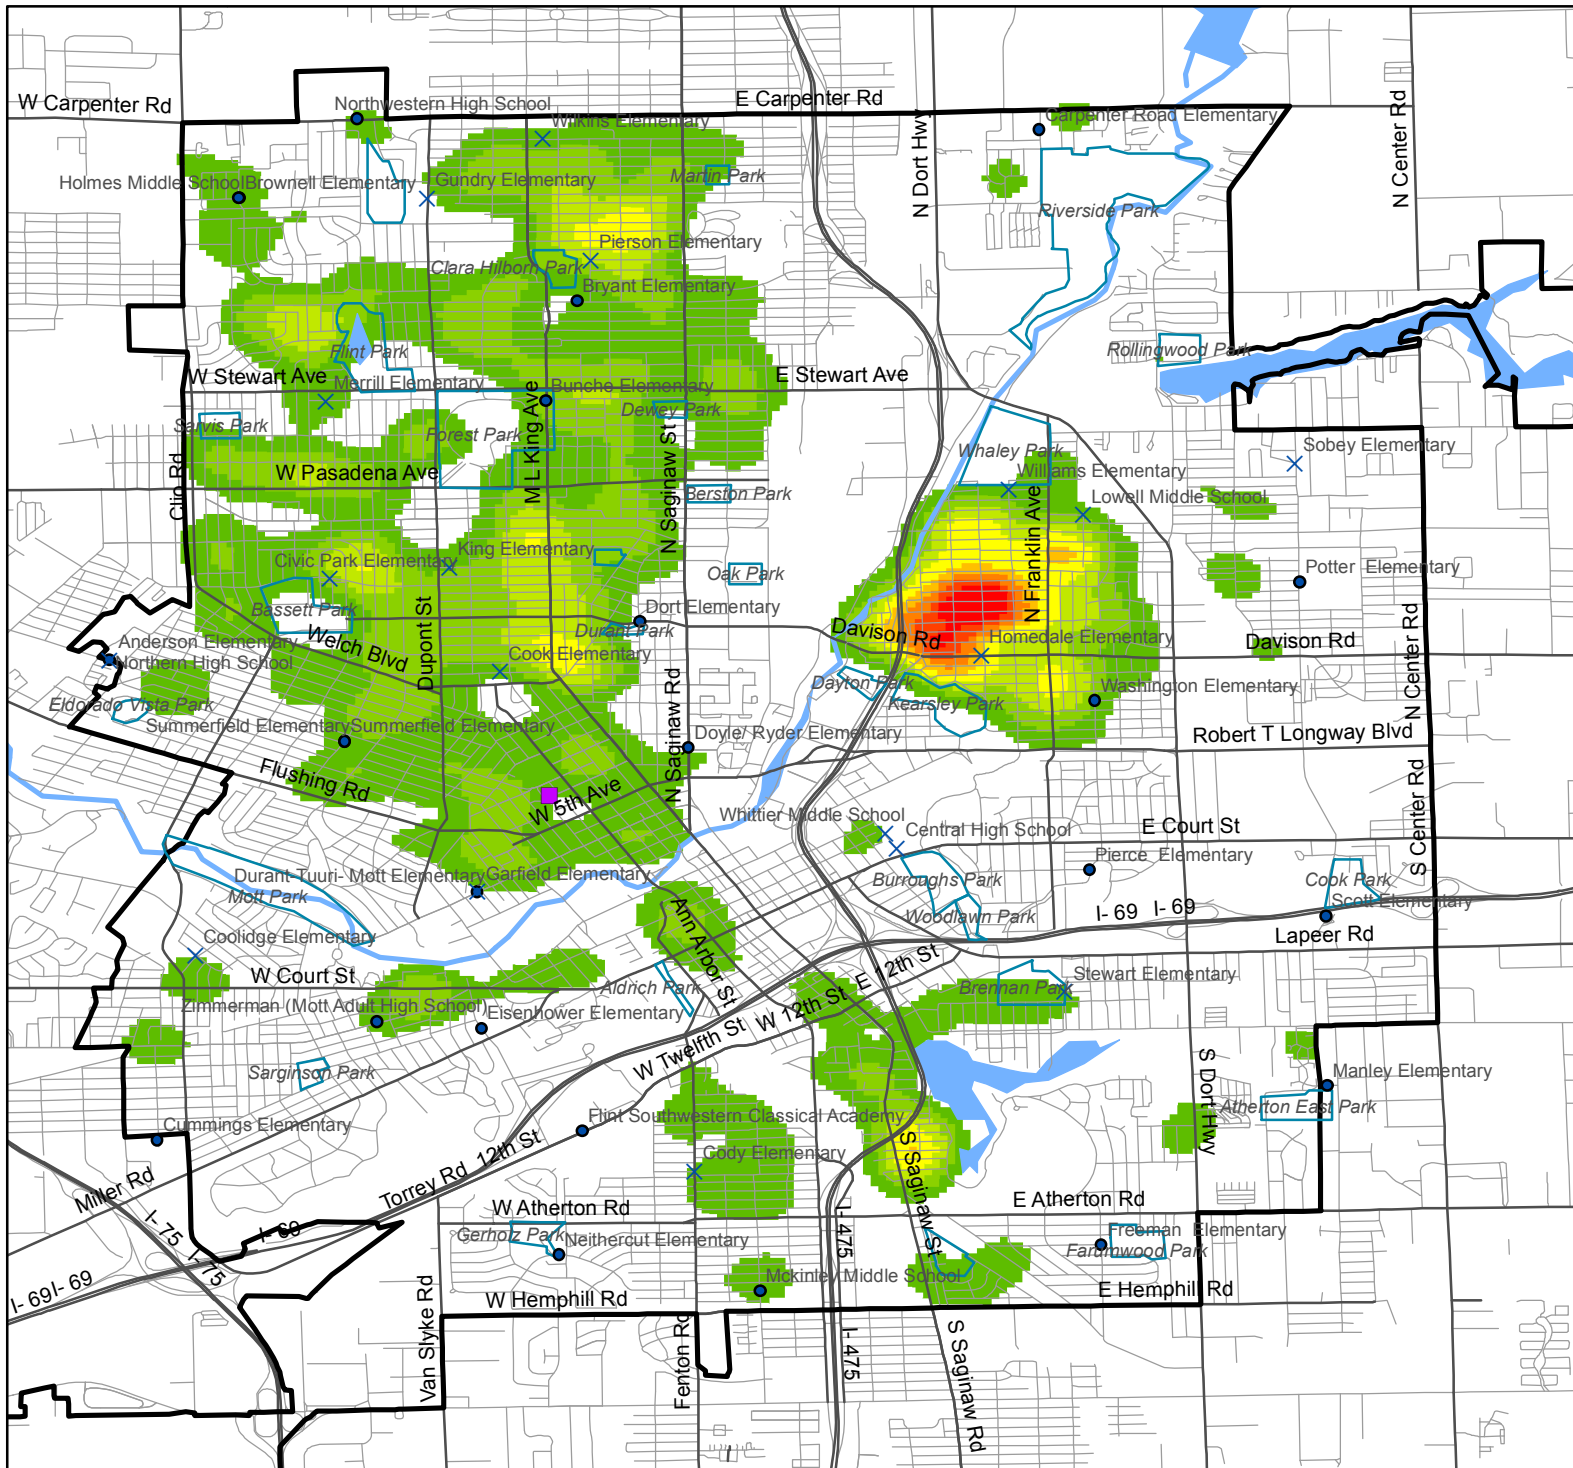 W Carpenter Rd
Northwestern High School
E Carpenter Rd
Carpenter Road Elementary
Wilkins Elementary
N Dort Hwy
N Center Rd
Holmes Middle School
Brownell Elementary
Gundry Elementary
Martin Park
Riverside Park
Pierson Elementary
Clara Hilborn Park
Bryant Elementary
Flint Park
Rollingwood Park
W Stewart Ave
Merrill Elementary
Bunche Elementary
E Stewart Ave
Dewey Park
Sarvis Park
Forest Park
M L King Ave
N Saginaw St
Whaley Park
Sobey Elementary
W Pasadena Ave
Williams Elementary
Clio Rd
Berston Park
Lowell Middle School
N Franklin Ave
Civic Park Elementary
King Elementary
Oak Park
Potter Elementary
Bassett Park
Dort Elementary
Durant Park
Davison Rd
Homedale Elementary
Davison Rd
N Center Rd
Anderson Elementary
Northern High School
Welch Blvd
Dupont St
Cook Elementary
Dayton Park
Kearsley Park
Washington Elementary
Eldorado Vista Park
Summerfield Elementary
Summerfield Elementary
N Saginaw Rd
Doyle/ Ryder Elementary
Robert T Longway Blvd
Flushing Rd
W 5th Ave
Whittier Middle School
Central High School
E Court St
S Center Rd
Pierce Elementary
Durant-Tuuri- Mott Elementary
Garfield Elementary
Mott Park
Burroughs Park
Cook Park
Woodlawn Park
I- 69
I- 69
Scott Elementary
Ann Arbor St
Coolidge Elementary
Lapeer Rd
W Court St
Aldrich Park
E 12th St
Brennan Park
Stewart Elementary
Zimmerman (Mott Adult High School)
Eisenhower Elementary
W 12th St
W Twelfth St
Sarginson Park
S Dort Hwy
Manley Elementary
Atherton East Park
Cummings Elementary
Flint Southwestern Classical Academy
12th St
Cody Elementary
S Saginaw St
Miller Rd
Torrey Rd
W Atherton Rd
E Atherton Rd
I- 75
I- 69
Gerholz Park
Neithercut Elementary
I- 475
Freeman Elementary
Farumwood Park
I- 75
I- 69
I- 69
Mckinley Middle School
W Hemphill Rd
E Hemphill Rd
Van Slyke Rd
Fenton Rd
I- 475
S Saginaw Rd